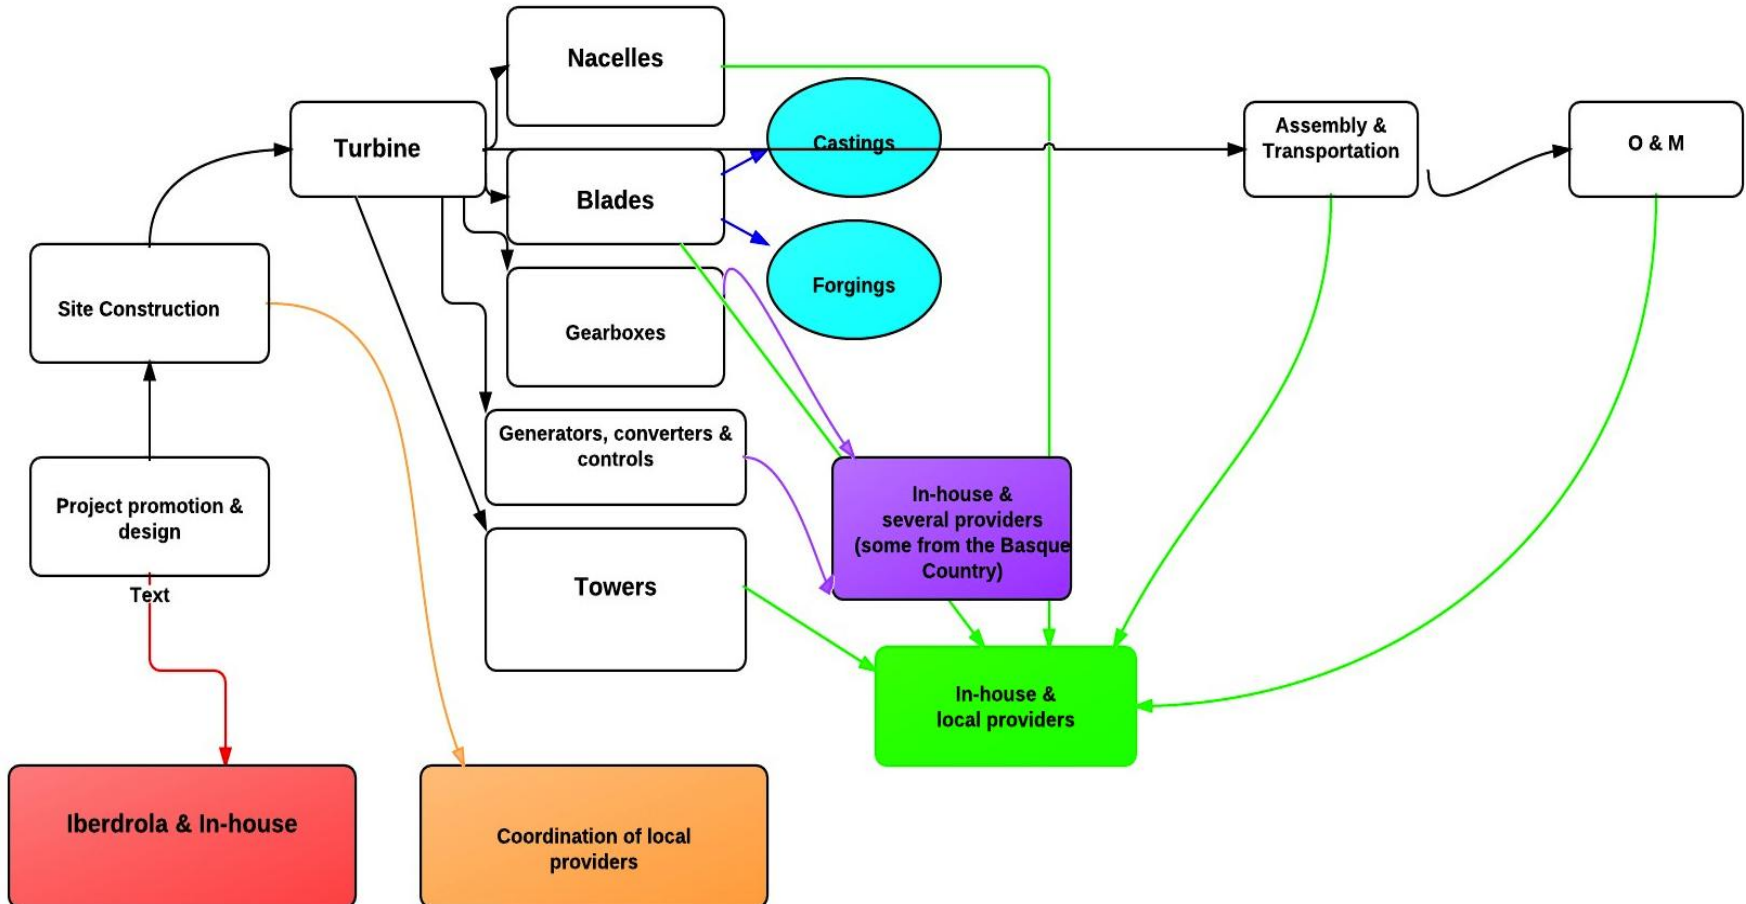 Nacelles
Castings
Turbine
Assembly &
Transportation
O & M
Blades
Forgings
Site Construction
Gearboxes
Generators, converters &
controls
Project promotion &
design
Text
In-house &
several providers
(some from the Basque
Country)
Towers
In-house &
local providers
Iberdrola & In-house
Coordination of local
providers